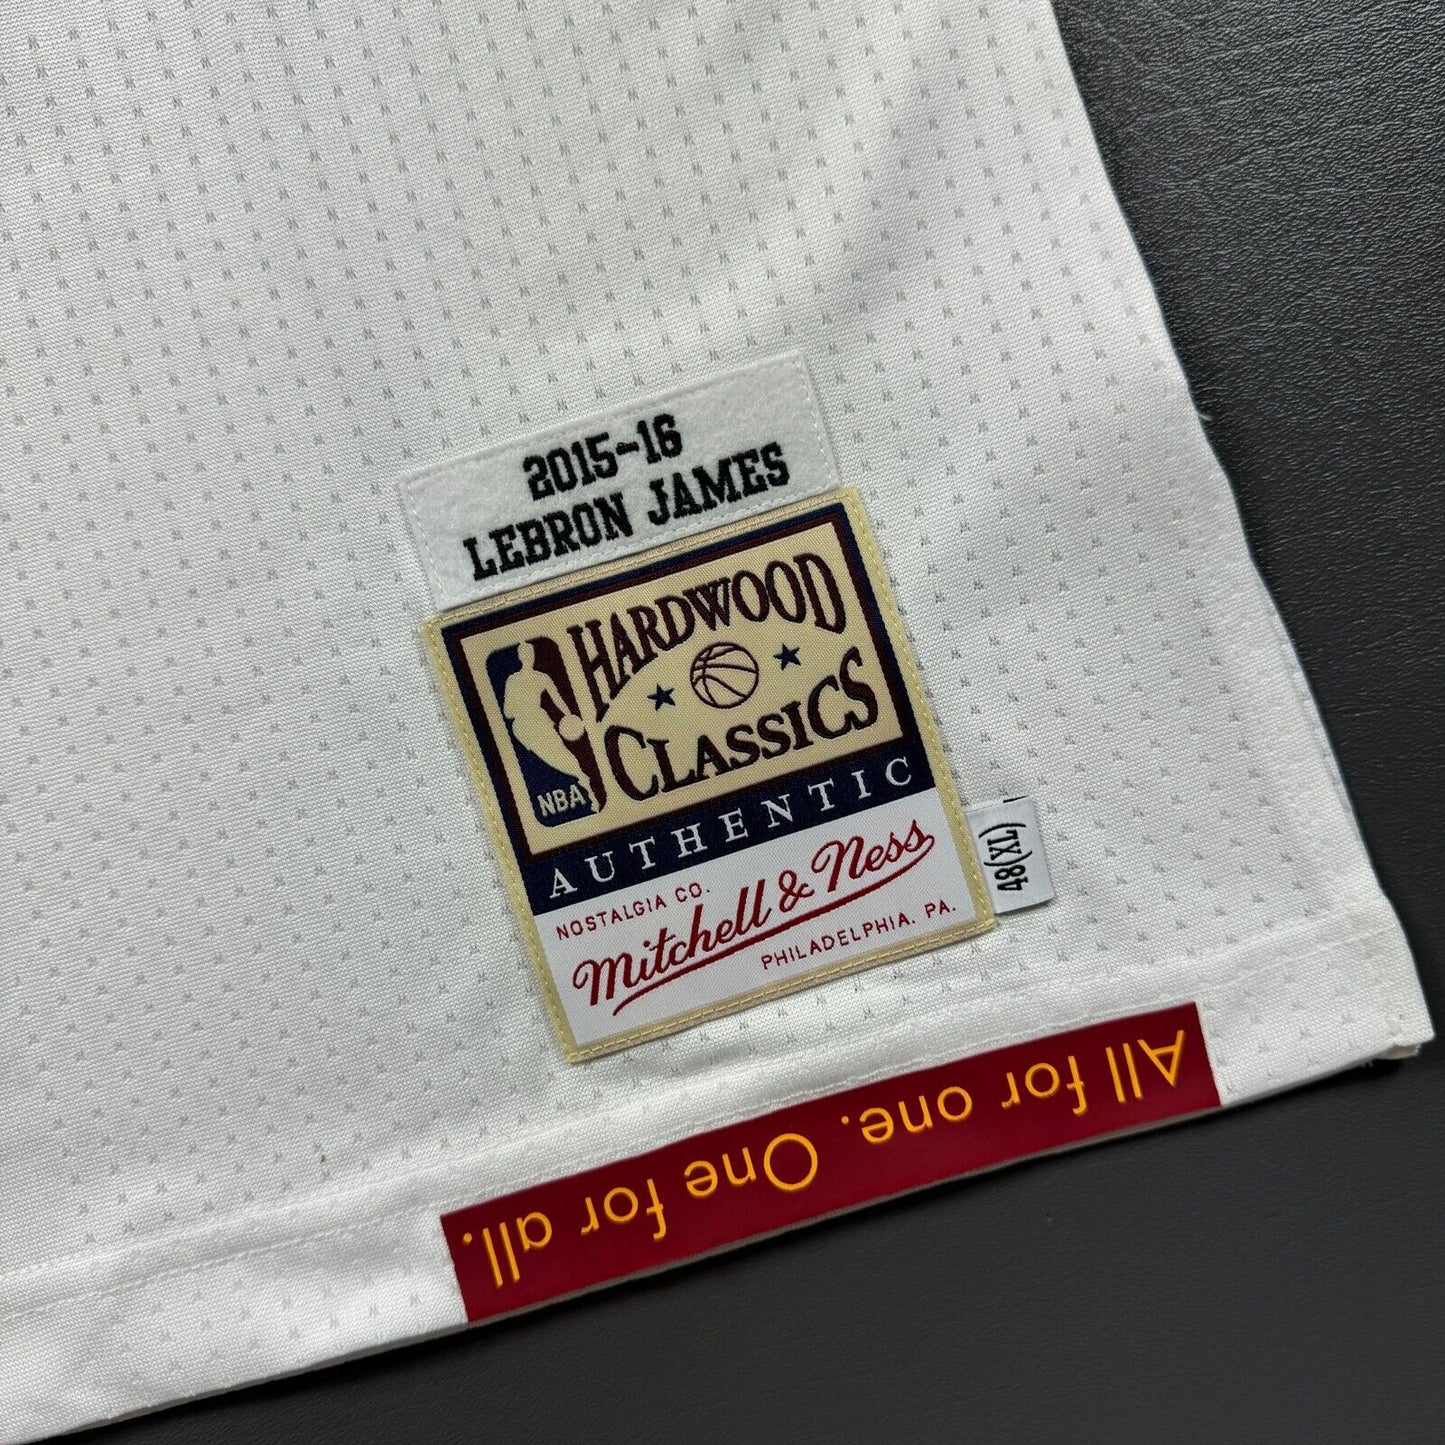 2015-16
LEBRON JAMES
HARDWOOD
CLASSICS
NBA
AUTHENTIC
NOSTALGIA CO.
Mitchell & Ness
PHILADELPHIA. PA.
48(XL)
All for one. One for all.